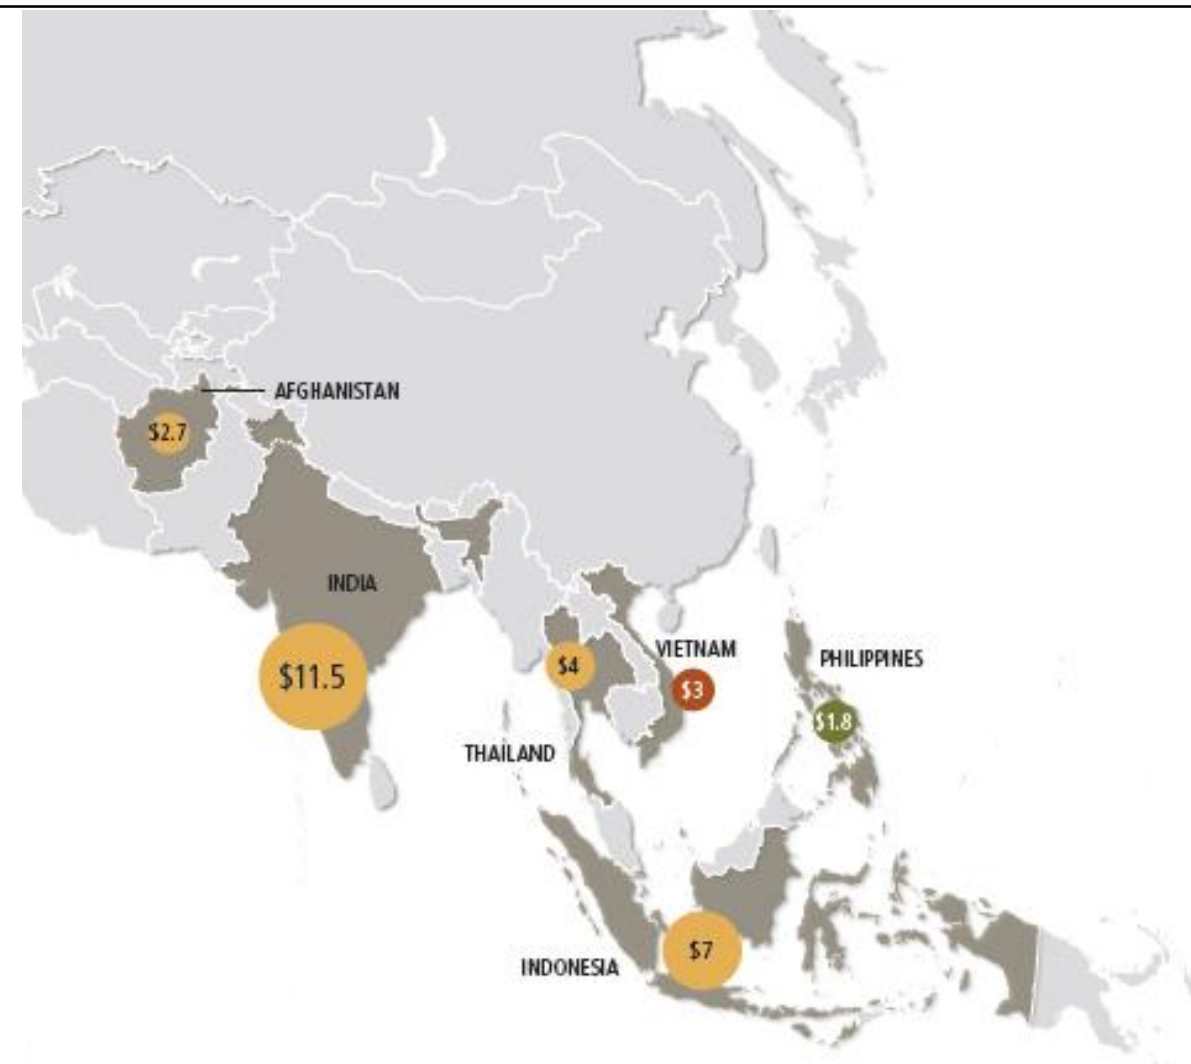 AFGHANISTAN
$2.7
INDIA
$11.5
VIETNAM
$4
$3
PHILIPPINES
$1.8
THAILAND
INDONESIA
$7